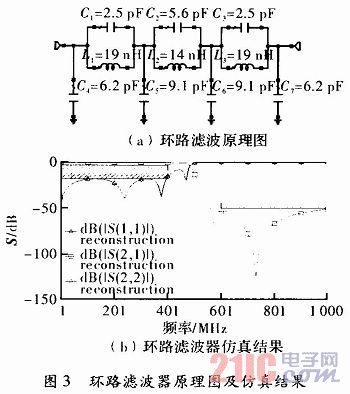 C₁=2.5 pF C₂=5.6 pF C₃=2.5 pF
L₁=19 nH L₂=14 nH L₃=19 nH
C₄=6.2 pF C₅=9.1 pF C₆=9.1 pF C₇=6.2 pF
(a) 环路滤波原理图
0
-50
-100
-150
S/dB
dB(|S(1,1)|)
reconstruction
dB(|S(2,1)|)
reconstruction
dB(|S(2,2)|)
reconstruction
1 201 401 601 801 1 000
频率/MHz
(b) 环路滤波器仿真结果
图 3 环路滤波器原理图及仿真结果
21IC电子网